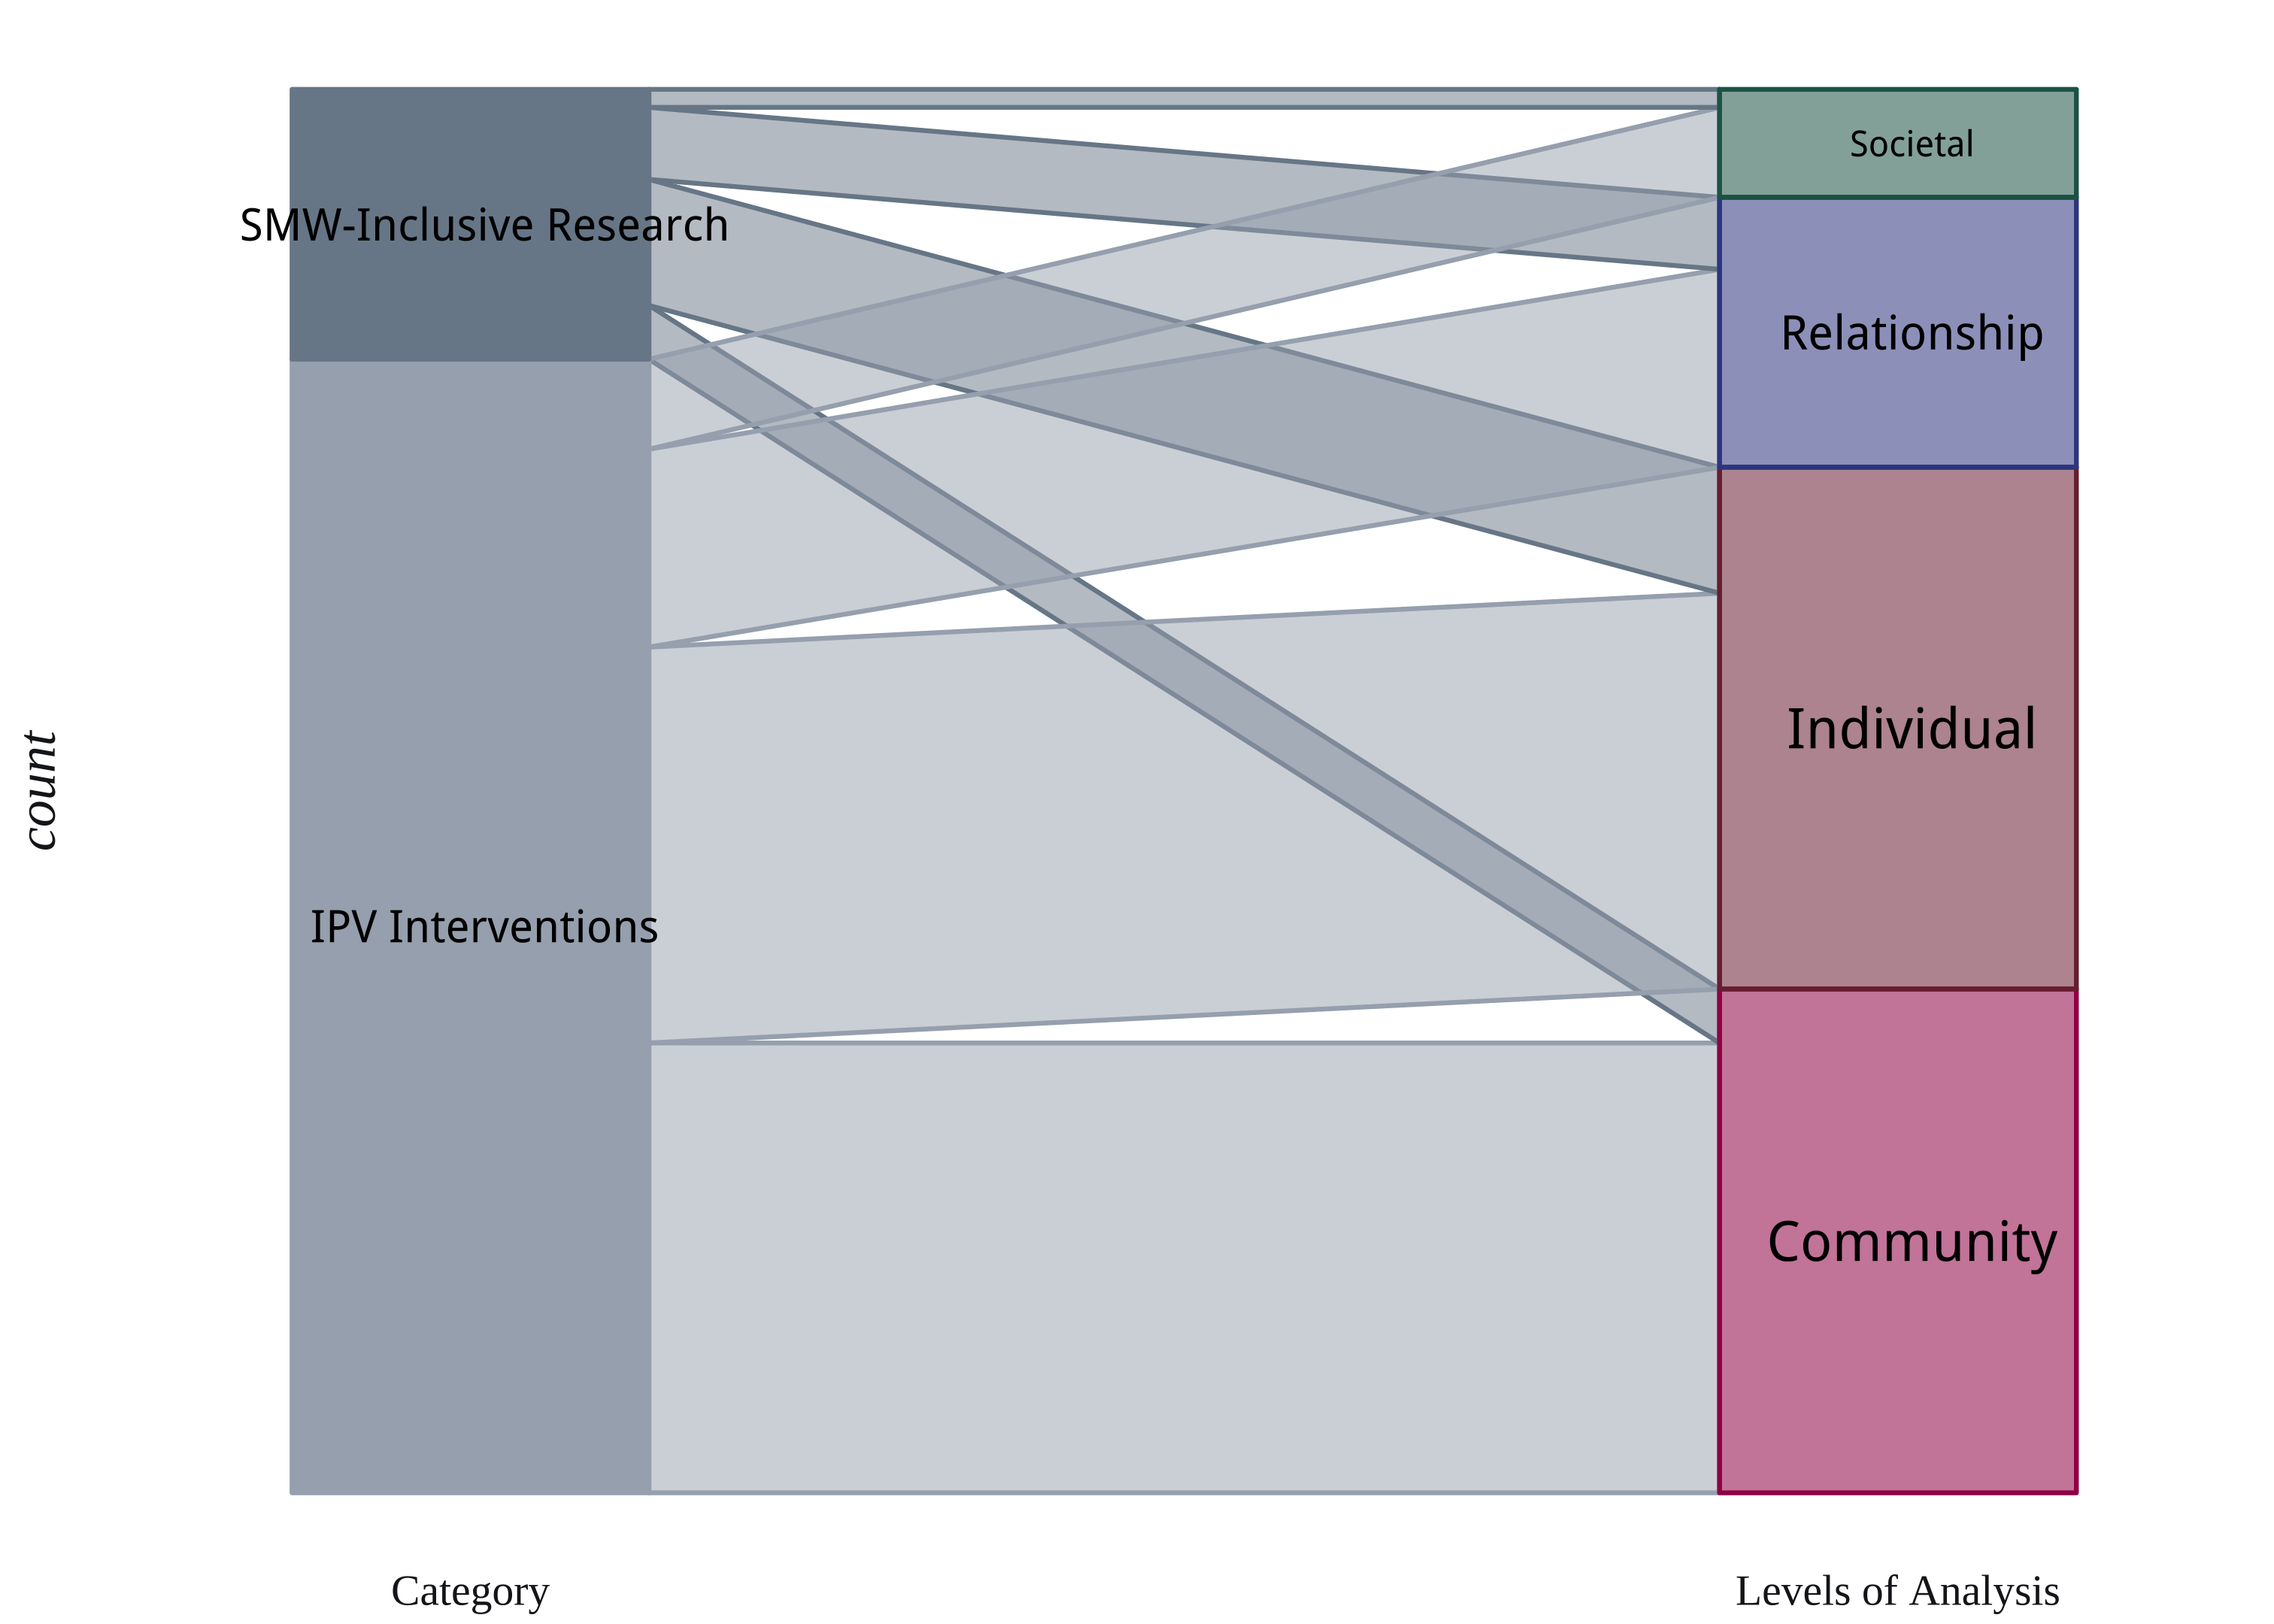 Societal
SMW-Inclusive Research
Relationship
Individual
count
IPV Interventions
Community
Category
Levels of Analysis